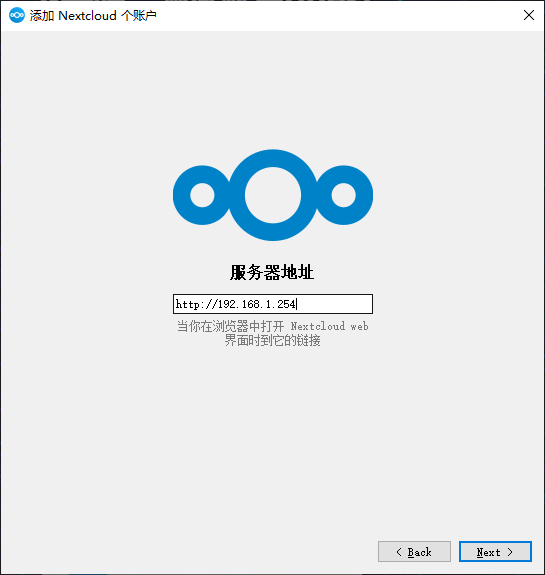 添加 Nextcloud 个账户
服务器地址
http://192.168.1.254
当你在浏览器中打开 Nextcloud web
界面时到它的链接
< Back
Next >